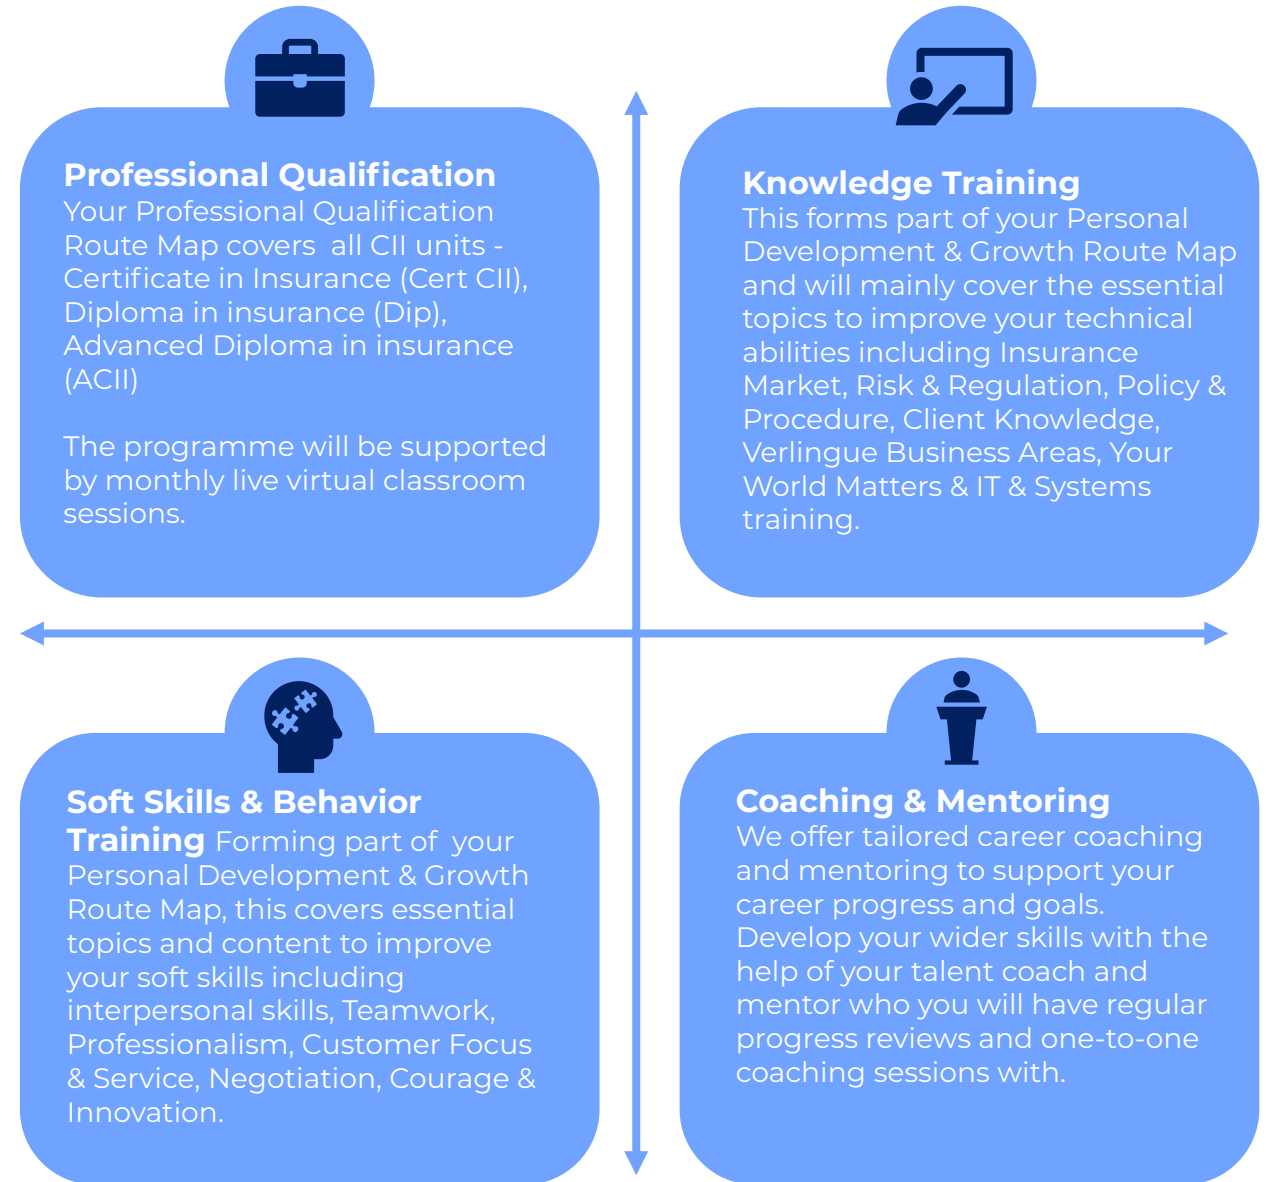 Professional Qualification
Your Professional Qualification
Route Map covers  all CII units -
Certificate in Insurance (Cert CII),
Diploma in insurance (Dip),
Advanced Diploma in insurance
(ACII)
The programme will be supported
by monthly live virtual classroom
sessions.
Knowledge Training
This forms part of your Personal
Development & Growth Route Map
and will mainly cover the essential
topics to improve your technical
abilities including Insurance
Market, Risk & Regulation, Policy &
Procedure, Client Knowledge,
Verlingue Business Areas, Your
World Matters & IT & Systems
training.
Soft Skills & Behavior
Training Forming part of  your
Personal Development & Growth
Route Map, this covers essential
topics and content to improve
your soft skills including
interpersonal skills, Teamwork,
Professionalism, Customer Focus
& Service, Negotiation, Courage &
Innovation.
Coaching & Mentoring
We offer tailored career coaching
and mentoring to support your
career progress and goals.
Develop your wider skills with the
help of your talent coach and
mentor who you will have regular
progress reviews and one-to-one
coaching sessions with.